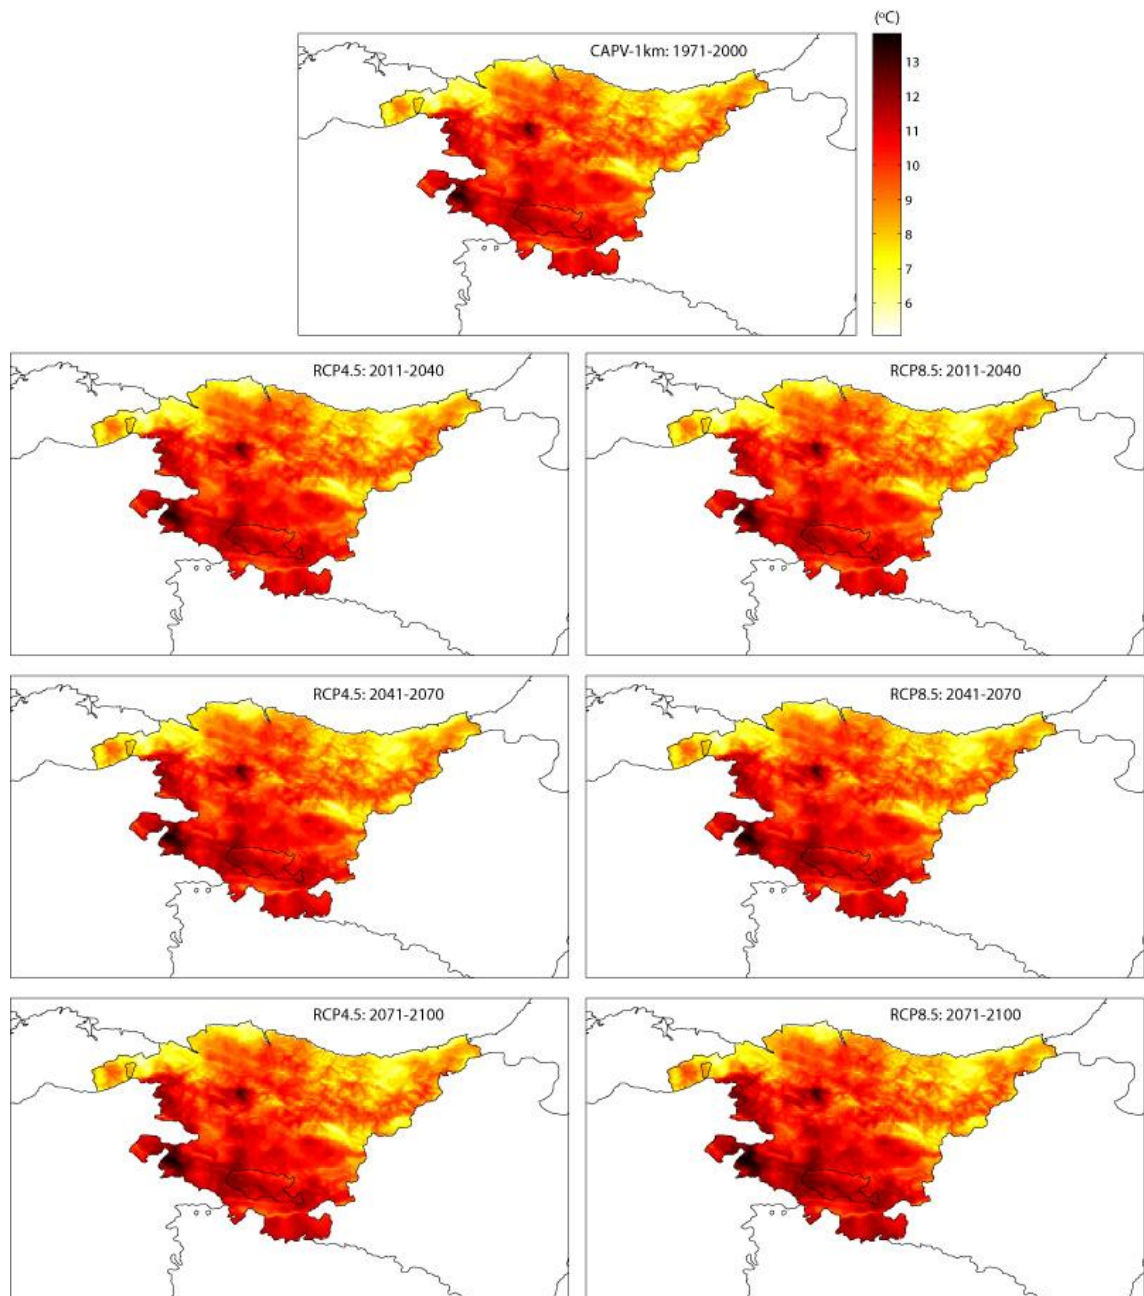 (ºC)
CAPV-1km: 1971-2000
13
12
11
10
9
8
7
6
RCP4.5: 2011-2040
RCP8.5: 2011-2040
RCP4.5: 2041-2070
RCP8.5: 2041-2070
RCP4.5: 2071-2100
RCP8.5: 2071-2100